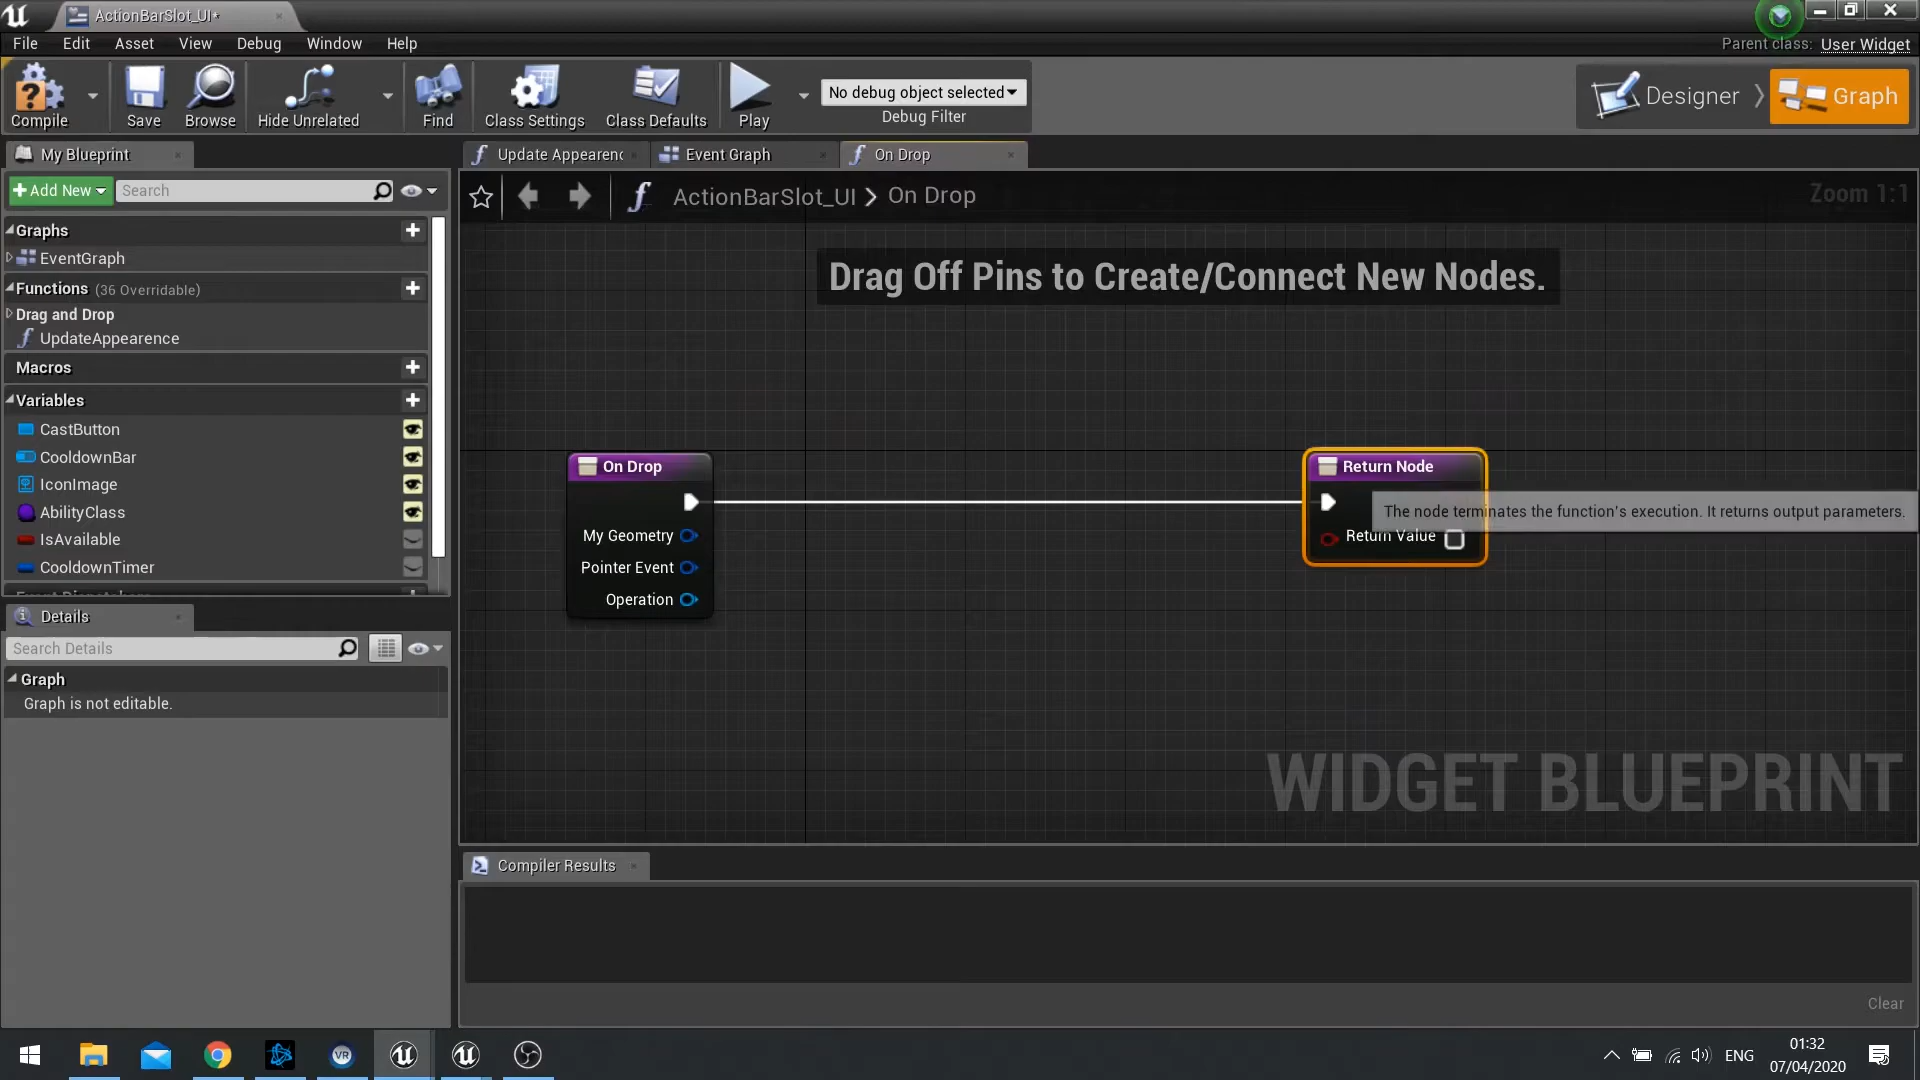 ActionBarSlot_UI*
File Edit Asset View Debug Window Help
Parent class: User Widget
Compile
Save
Browse
Hide Unrelated
Find
Class Settings
Class Defaults
Play
No debug object selected
Debug Filter
Designer
Graph
My Blueprint
Update Appearenc
Event Graph
On Drop
Add New
Search
ActionBarSlot_UI > On Drop
Zoom 1:1
Graphs
EventGraph
Functions (36 Overridable)
Drag and Drop
UpdateAppearence
Macros
Variables
CastButton
CooldownBar
IconImage
AbilityClass
IsAvailable
CooldownTimer
Details
Search Details
Graph
Graph is not editable.
Drag Off Pins to Create/Connect New Nodes.
On Drop
My Geometry
Pointer Event
Operation
Return Node
The node terminates the function's execution. It returns output parameters.
Return Value
WIDGET BLUEPRINT
Compiler Results
Clear
VR
ENG
01:32
07/04/2020